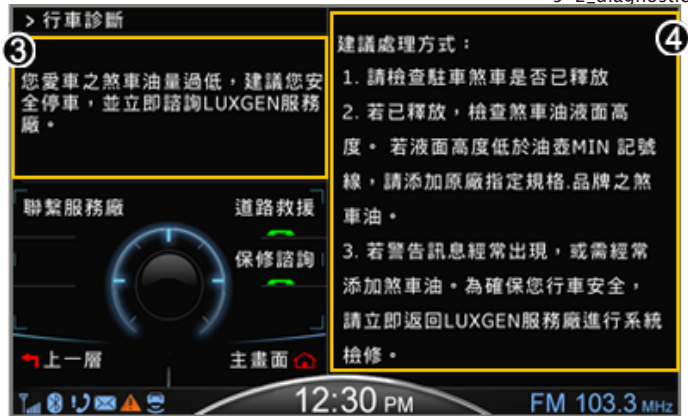 > 行車診斷
③
您愛車之煞車油量過低，建議您安
全停車，並立即諮詢LUXGEN服務
廠。
聯繫服務廠
道路救援
保修諮詢
上一層
主畫面
④
建議處理方式：
1. 請檢查駐車煞車是否已釋放
2. 若已釋放，檢查煞車油液面高
度。 若液面高度低於油壺MIN 記號
線，請添加原廠指定規格.品牌之煞
車油。
3. 若警告訊息經常出現，或需經常
添加煞車油。為確保您行車安全，
請立即返回LUXGEN服務廠進行系統
檢修。
12:30 PM
FM 103.3 MHz